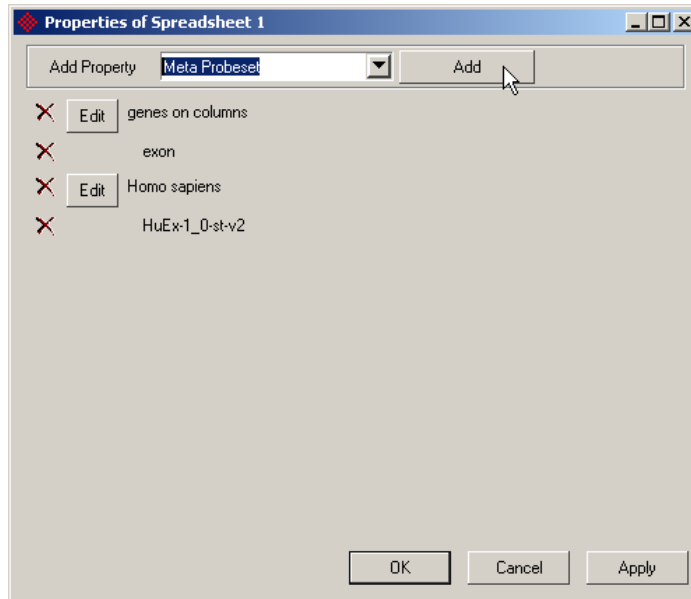 Properties of Spreadsheet 1
Add Property Meta Probeset Add
Edit genes on columns
exon
Edit Homo sapiens
HuEx-1_0-st-v2
OK Cancel Apply